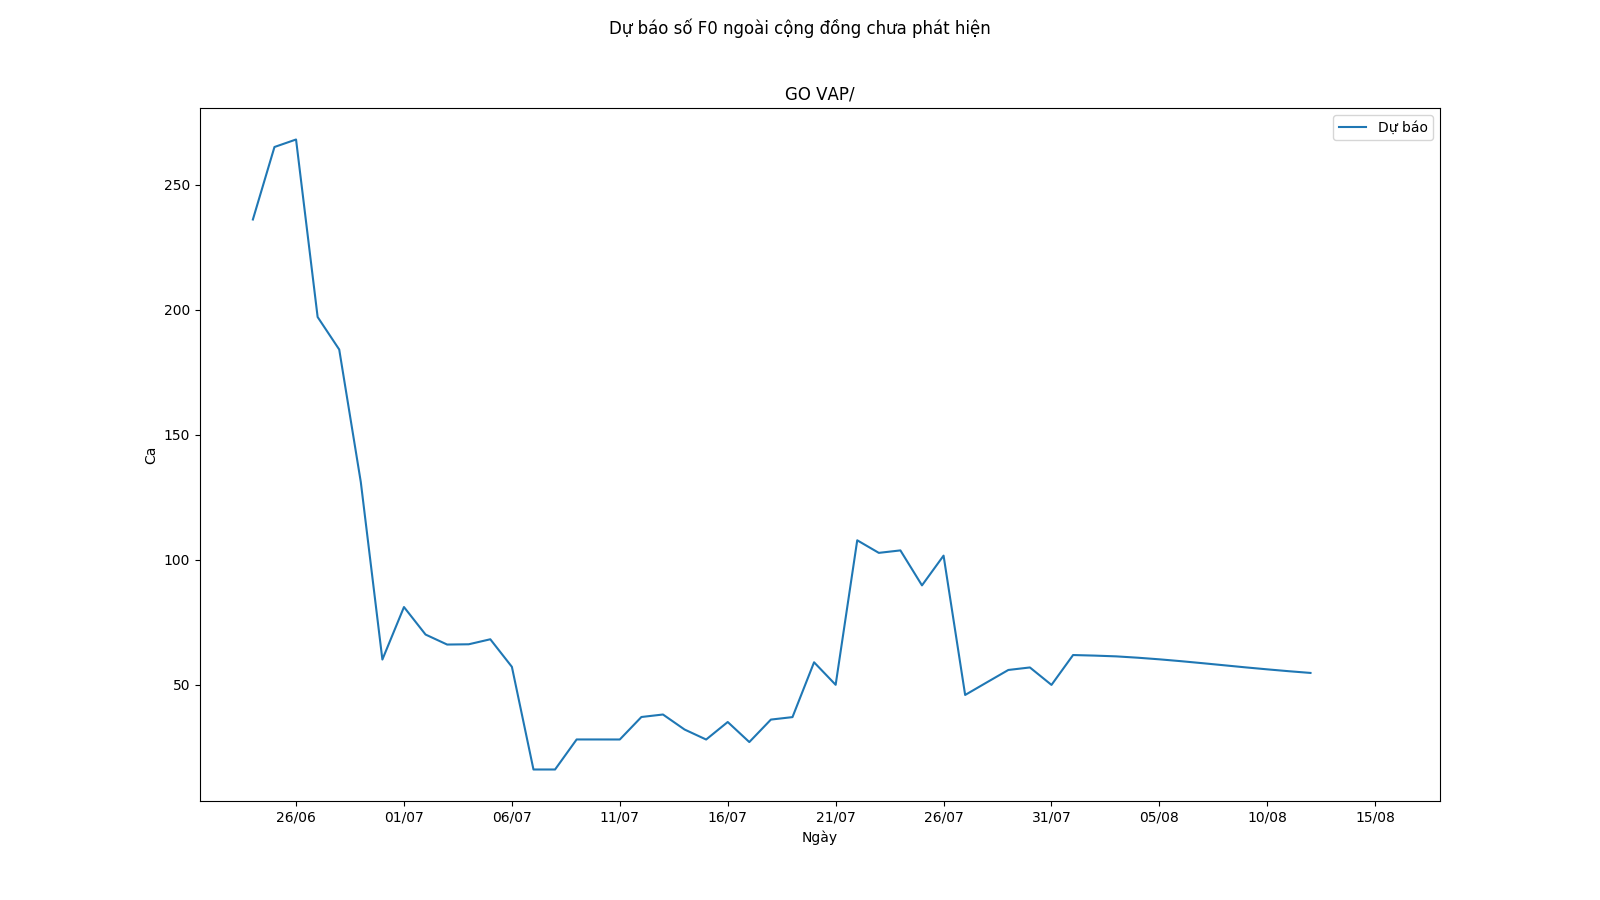 Dự báo số F0 ngoài cộng đồng chưa phát hiện
GO VAP/
Dự báo
250
200
150
100
50
Ca
26/06 01/07 06/07 11/07 16/07 21/07 26/07 31/07 05/08 10/08 15/08
Ngày